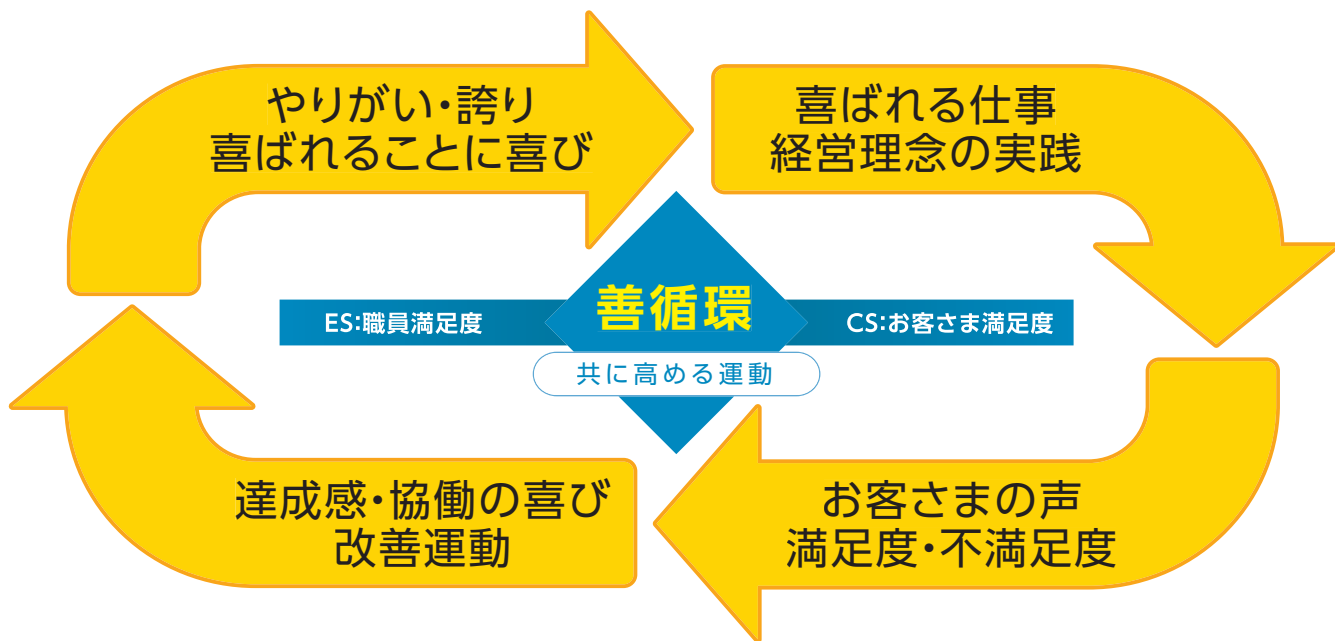 やりがい・誇り
喜ばれることに喜び
喜ばれる仕事
経営理念の実践
ES:職員満足度
善循環
CS:お客さま満足度
共に高める運動
達成感・協働の喜び
改善運動
お客さまの声
満足度・不満足度